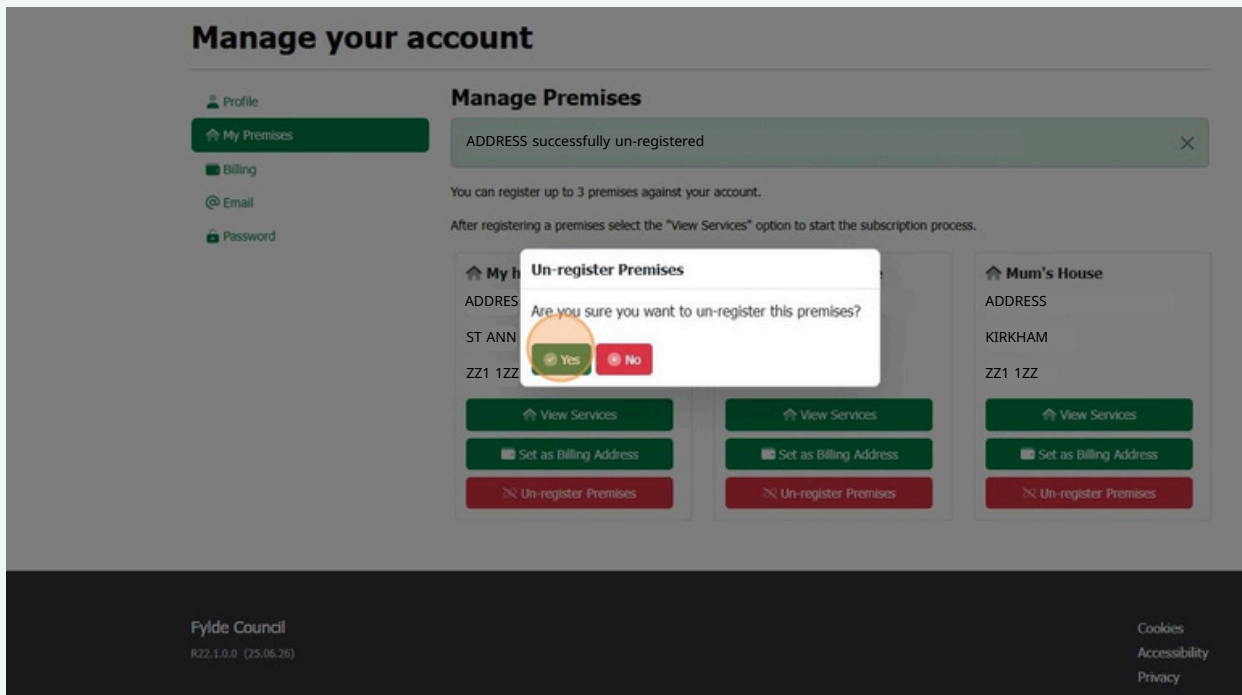 Manage your account
Profile
My Premises
Billing
@ Email
Password
Manage Premises
ADDRESS successfully un-registered
You can register up to 3 premises against your account.
After registering a premises select the "View Services" option to start the subscription process.
My h
ADDRES
ST ANN
ZZ1 1ZZ
View Services
Set as Billing Address
Un-register Premises
Un-register Premises
Are you sure you want to un-register this premises?
Yes
No
View Services
Set as Billing Address
Un-register Premises
Mum's House
ADDRESS
KIRKHAM
ZZ1 1ZZ
View Services
Set as Billing Address
Un-register Premises
Fylde Council
R22.1.0.0 (25.06.26)
Cookies
Accessibility
Privacy